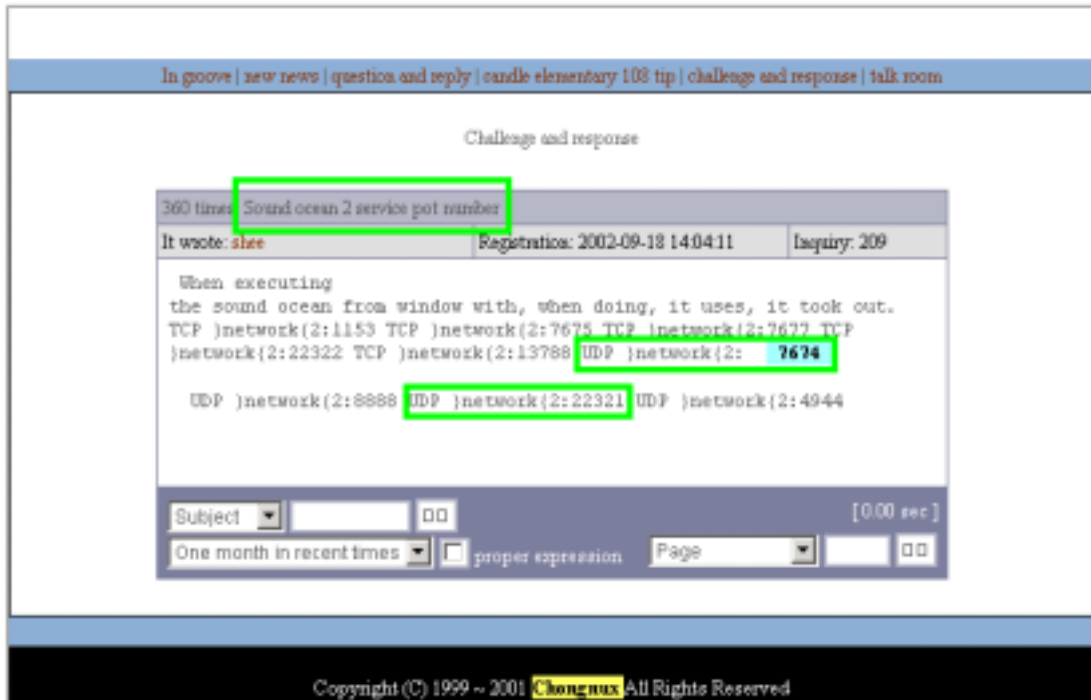 In groove | new news | question and reply | candle elementary 108 tip | challenge and response | talk room
Challenge and response
360 times Sound ocean 2 service pot number
It wrote: shee Registration: 2002-09-18 14:04:11 Inquiry: 209
When executing
the sound ocean from window with, when doing, it uses, it took out.
TCP }network{2:1153 TCP }network{2:7675 TCP }network{2:7677 TCP
}network{2:22322 TCP }network{2:13788 UDP }network{2: 7674
UDP }network{2:8888 UDP }network{2:22321 UDP }network{2:4944
Subject [0.00 sec]
One month in recent times proper expression Page
Copyright (C) 1999 ~ 2001 Chongnux All Rights Reserved